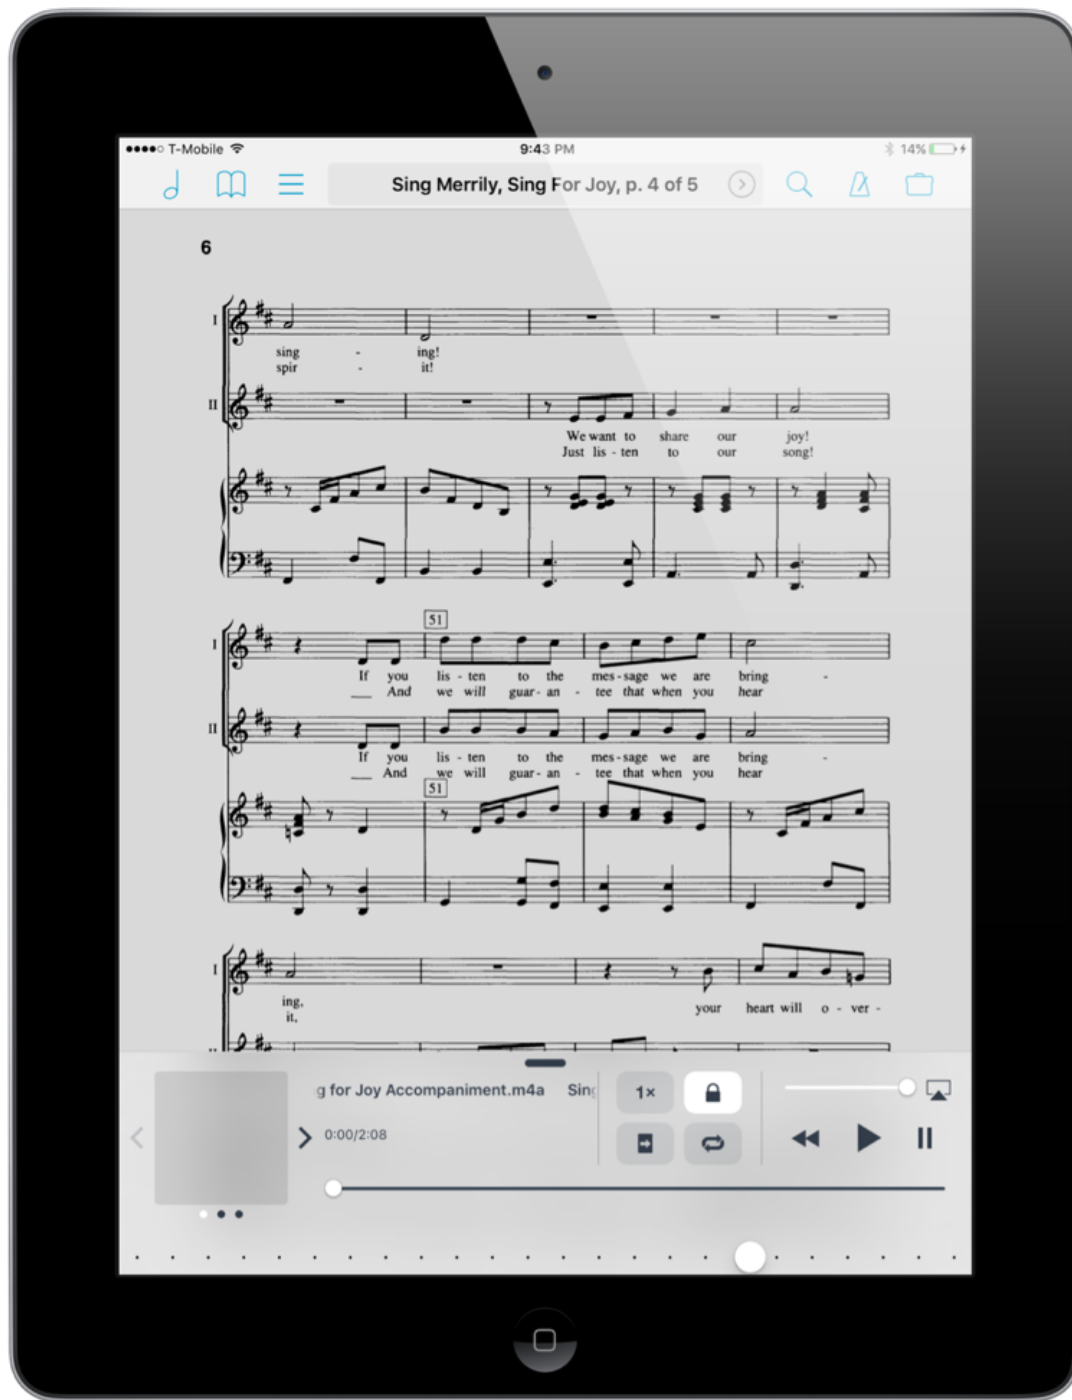 T-Mobile 9:43 PM 14%
Sing Merrily, Sing For Joy, p. 4 of 5
6
I
sing - ing!
spir - it!
II
We want to share our joy!
Just lis - ten to our song!
51
I
If you lis - ten to the mes - sage we are bring -
__ And we will guar - an - tee that when you hear
II
If you lis - ten to the mes - sage we are bring -
__ And we will guar - an - tee that when you hear
51
I
ing, your heart will o - ver -
it,
g for Joy Accompaniment.m4a Sing
1×
0:00/2:08